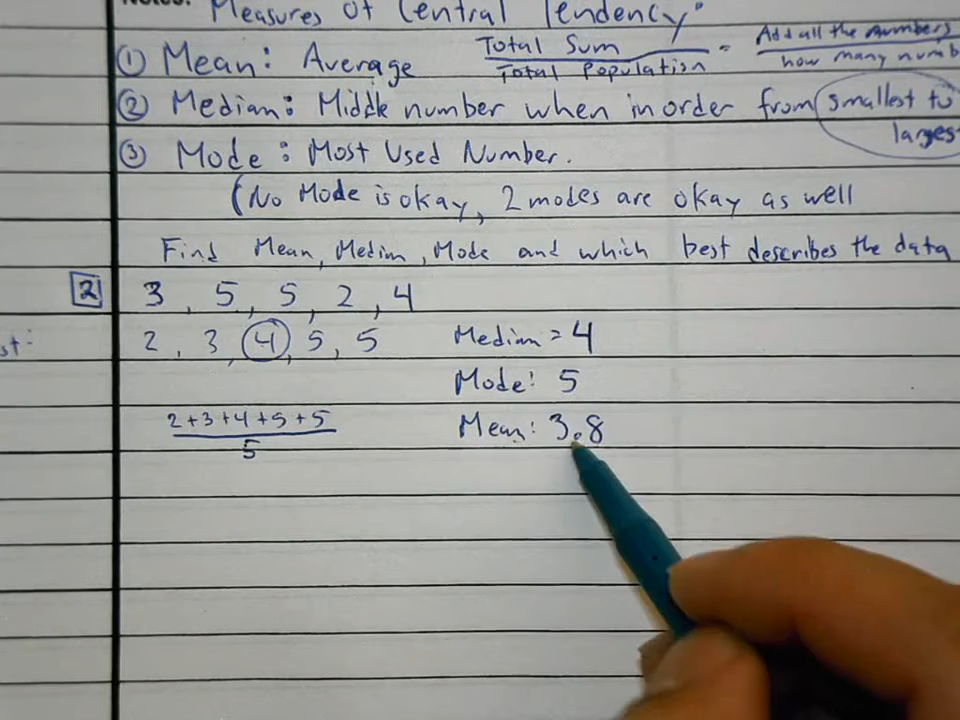 Notes: Measures of Central Tendency
① Mean: Average Total Sum / Total Population = Add all the numbers / how many numb
② Median: Middle number when in order from smallest to largest
③ Mode: Most Used Number.
(No Mode is okay, 2 modes are okay as well
Find Mean, Median, Mode and which best describes the data
2 3, 5, 5, 2, 4
st: 2, 3, 4, 5, 5 Median = 4
Mode: 5
2+3+4+5+5 / 5 Mean: 3.8